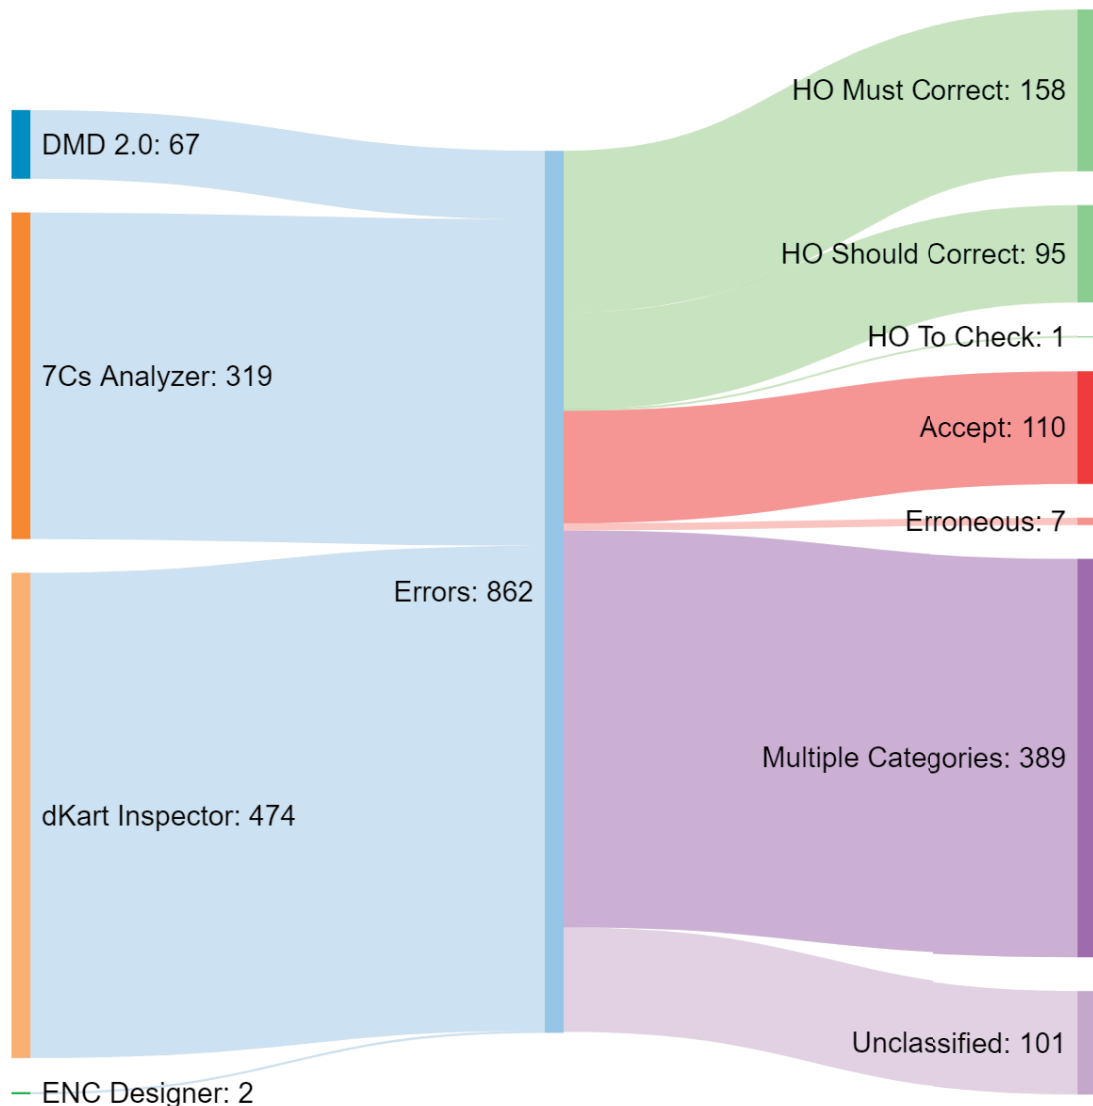 DMD 2.0: 67
7Cs Analyzer: 319
dKart Inspector: 474
ENC Designer: 2
Errors: 862
HO Must Correct: 158
HO Should Correct: 95
HO To Check: 1
Accept: 110
Erroneous: 7
Multiple Categories: 389
Unclassified: 101